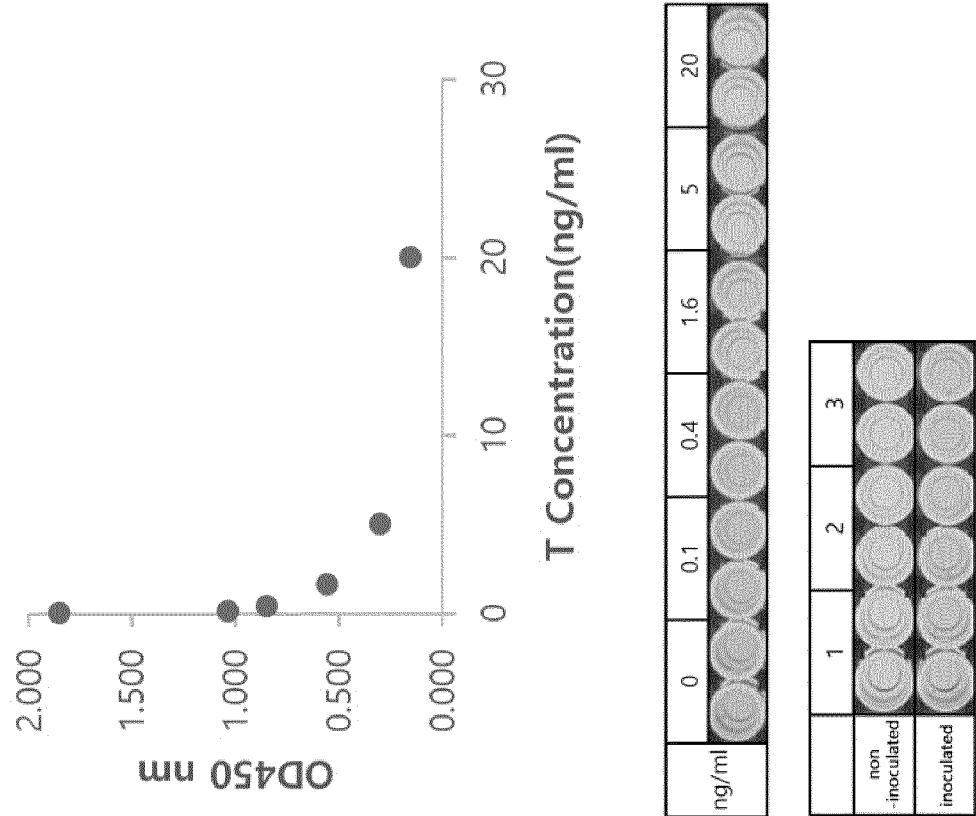 OD450 nm
2.000
1.500
1.000
0.500
0.000
0 10 20 30
T Concentration(ng/ml)
ng/ml 0 0.1 0.4 1.6 5 20
1 2 3
non
-inoculated
inoculated